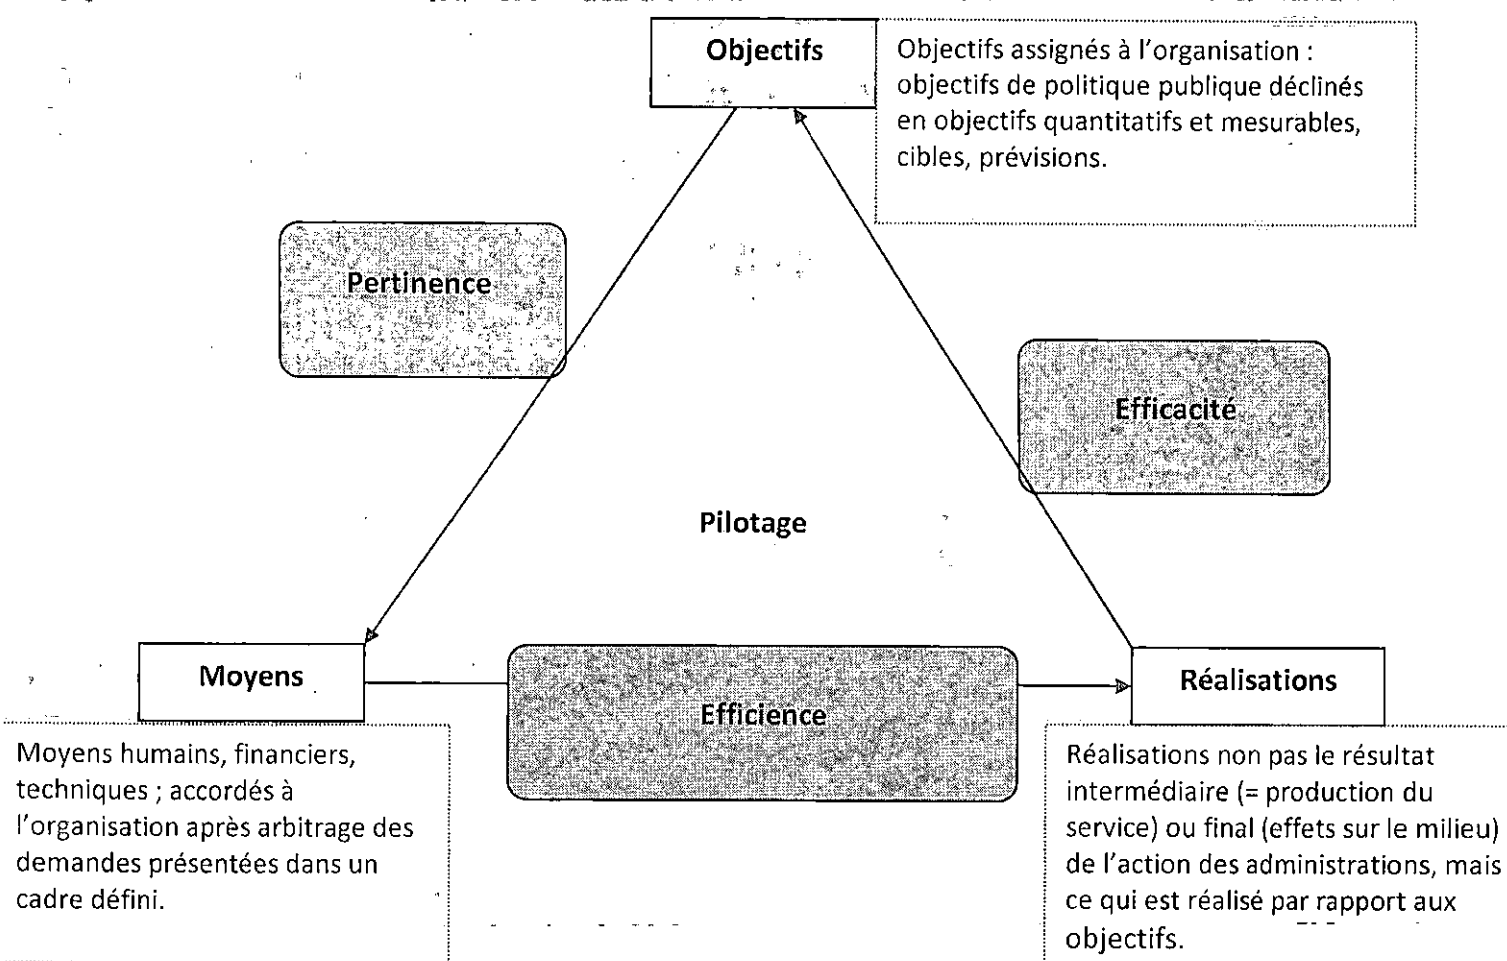 Objectifs
Objectifs assignés à l'organisation :
objectifs de politique publique déclinés
en objectifs quantitatifs et mesurables,
cibles, prévisions.
Pertinence
Efficacité
Pilotage
Moyens
Efficience
Réalisations
Moyens humains, financiers,
techniques ; accordés à
l'organisation après arbitrage des
demandes présentées dans un
cadre défini.
Réalisations non pas le résultat
intermédiaire (= production du
service) ou final (effets sur le milieu)
de l'action des administrations, mais
ce qui est réalisé par rapport aux
objectifs.